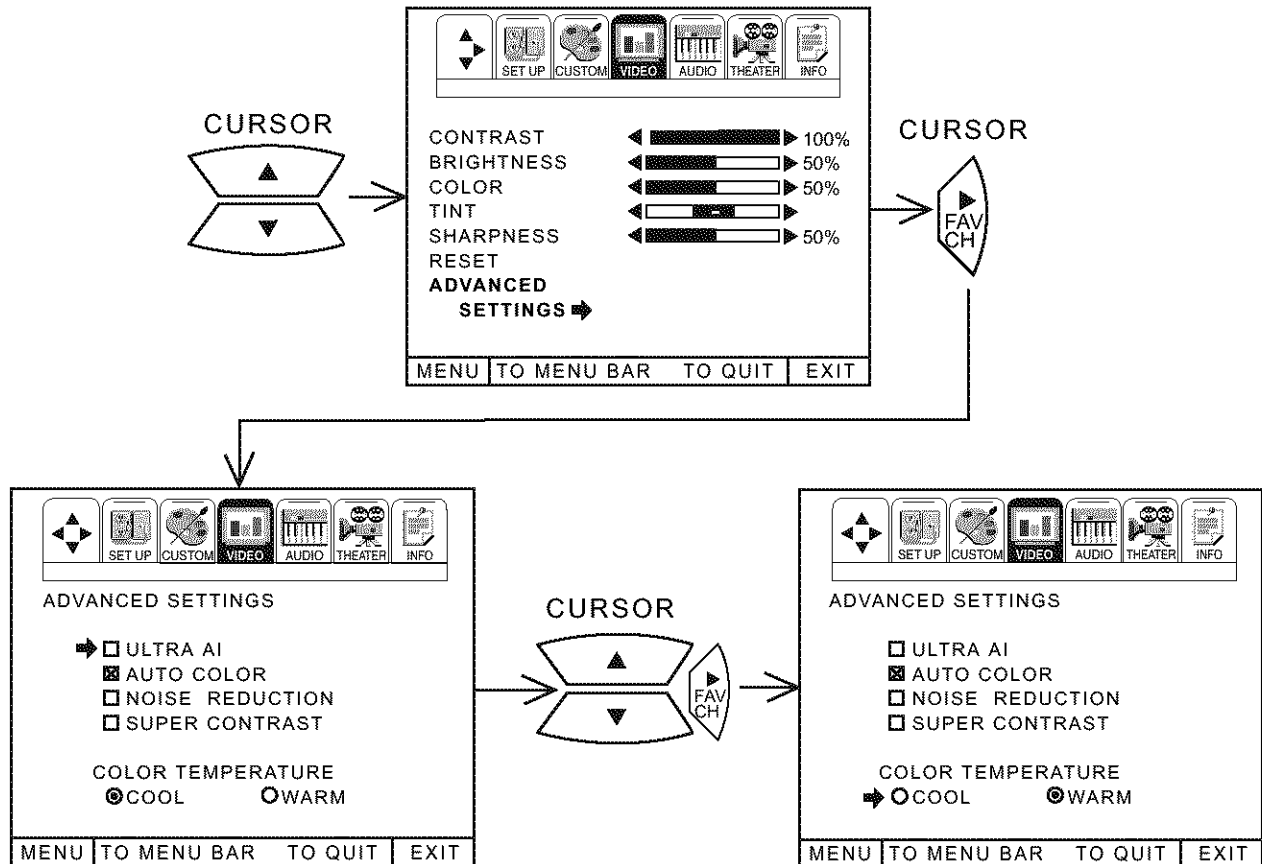 SET UP CUSTOM VIDEO AUDIO THEATER INFO
CURSOR
CONTRAST 100%
BRIGHTNESS 50%
COLOR 50%
TINT
SHARPNESS 50%
RESET
ADVANCED
SETTINGS
MENU TO MENU BAR TO QUIT EXIT
CURSOR
FAV
CH
SET UP CUSTOM VIDEO AUDIO THEATER INFO
ADVANCED SETTINGS
ULTRA AI
AUTO COLOR
NOISE REDUCTION
SUPER CONTRAST
COLOR TEMPERATURE
COOL WARM
MENU TO MENU BAR TO QUIT EXIT
CURSOR
FAV
CH
SET UP CUSTOM VIDEO AUDIO THEATER INFO
ADVANCED SETTINGS
ULTRA AI
AUTO COLOR
NOISE REDUCTION
SUPER CONTRAST
COLOR TEMPERATURE
COOL WARM
MENU TO MENU BAR TO QUIT EXIT